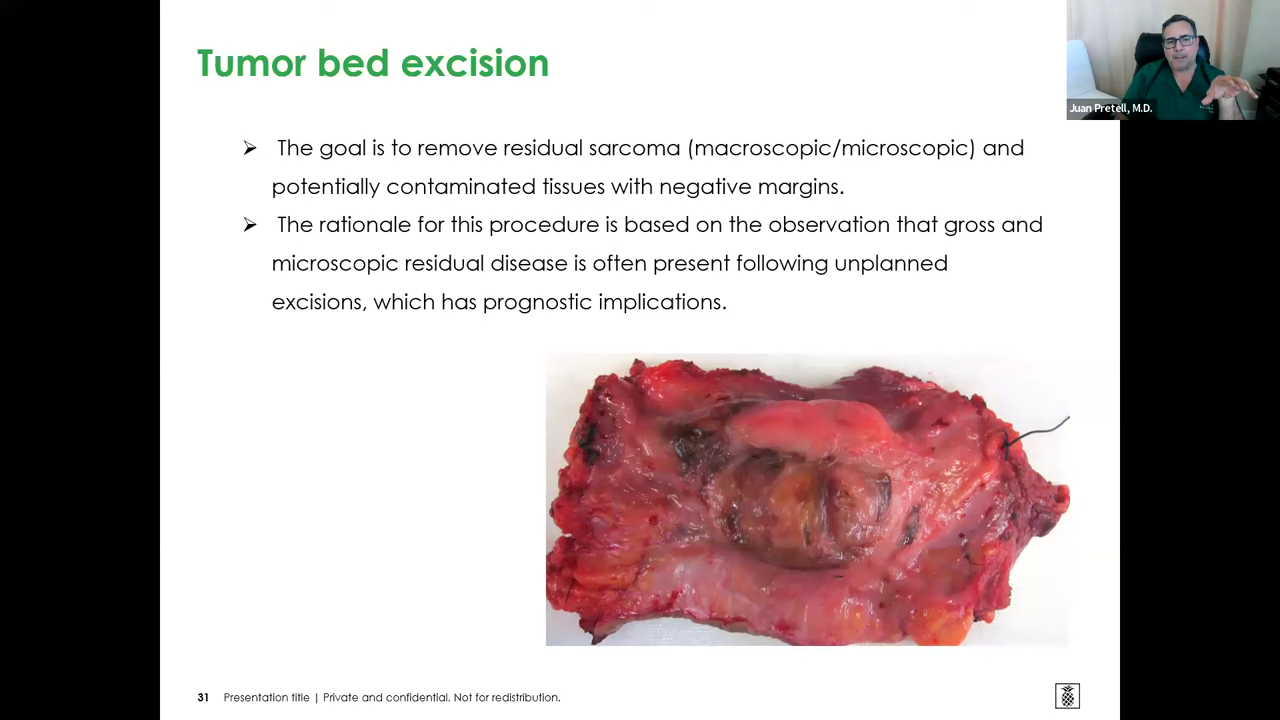 Tumor bed excision
Juan Pretell, M.D.
➢ The goal is to remove residual sarcoma (macroscopic/microscopic) and
potentially contaminated tissues with negative margins.
➢ The rationale for this procedure is based on the observation that gross and
microscopic residual disease is often present following unplanned
excisions, which has prognostic implications.
31 Presentation title | Private and confidential. Not for redistribution.